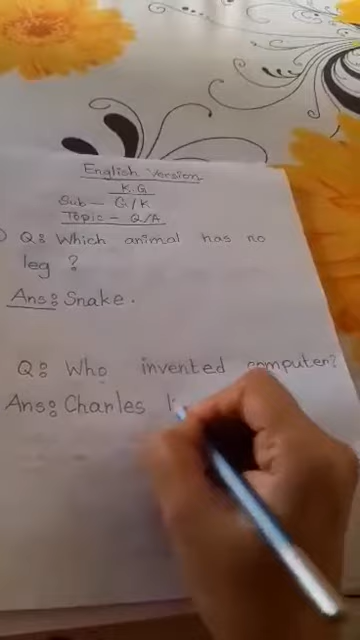 English Version
K.G
Sub - G/K
Topic - Q/A
Q: Which animal has no
leg ?
Ans: Snake.
Q: Who invented computer?
Ans: Charles